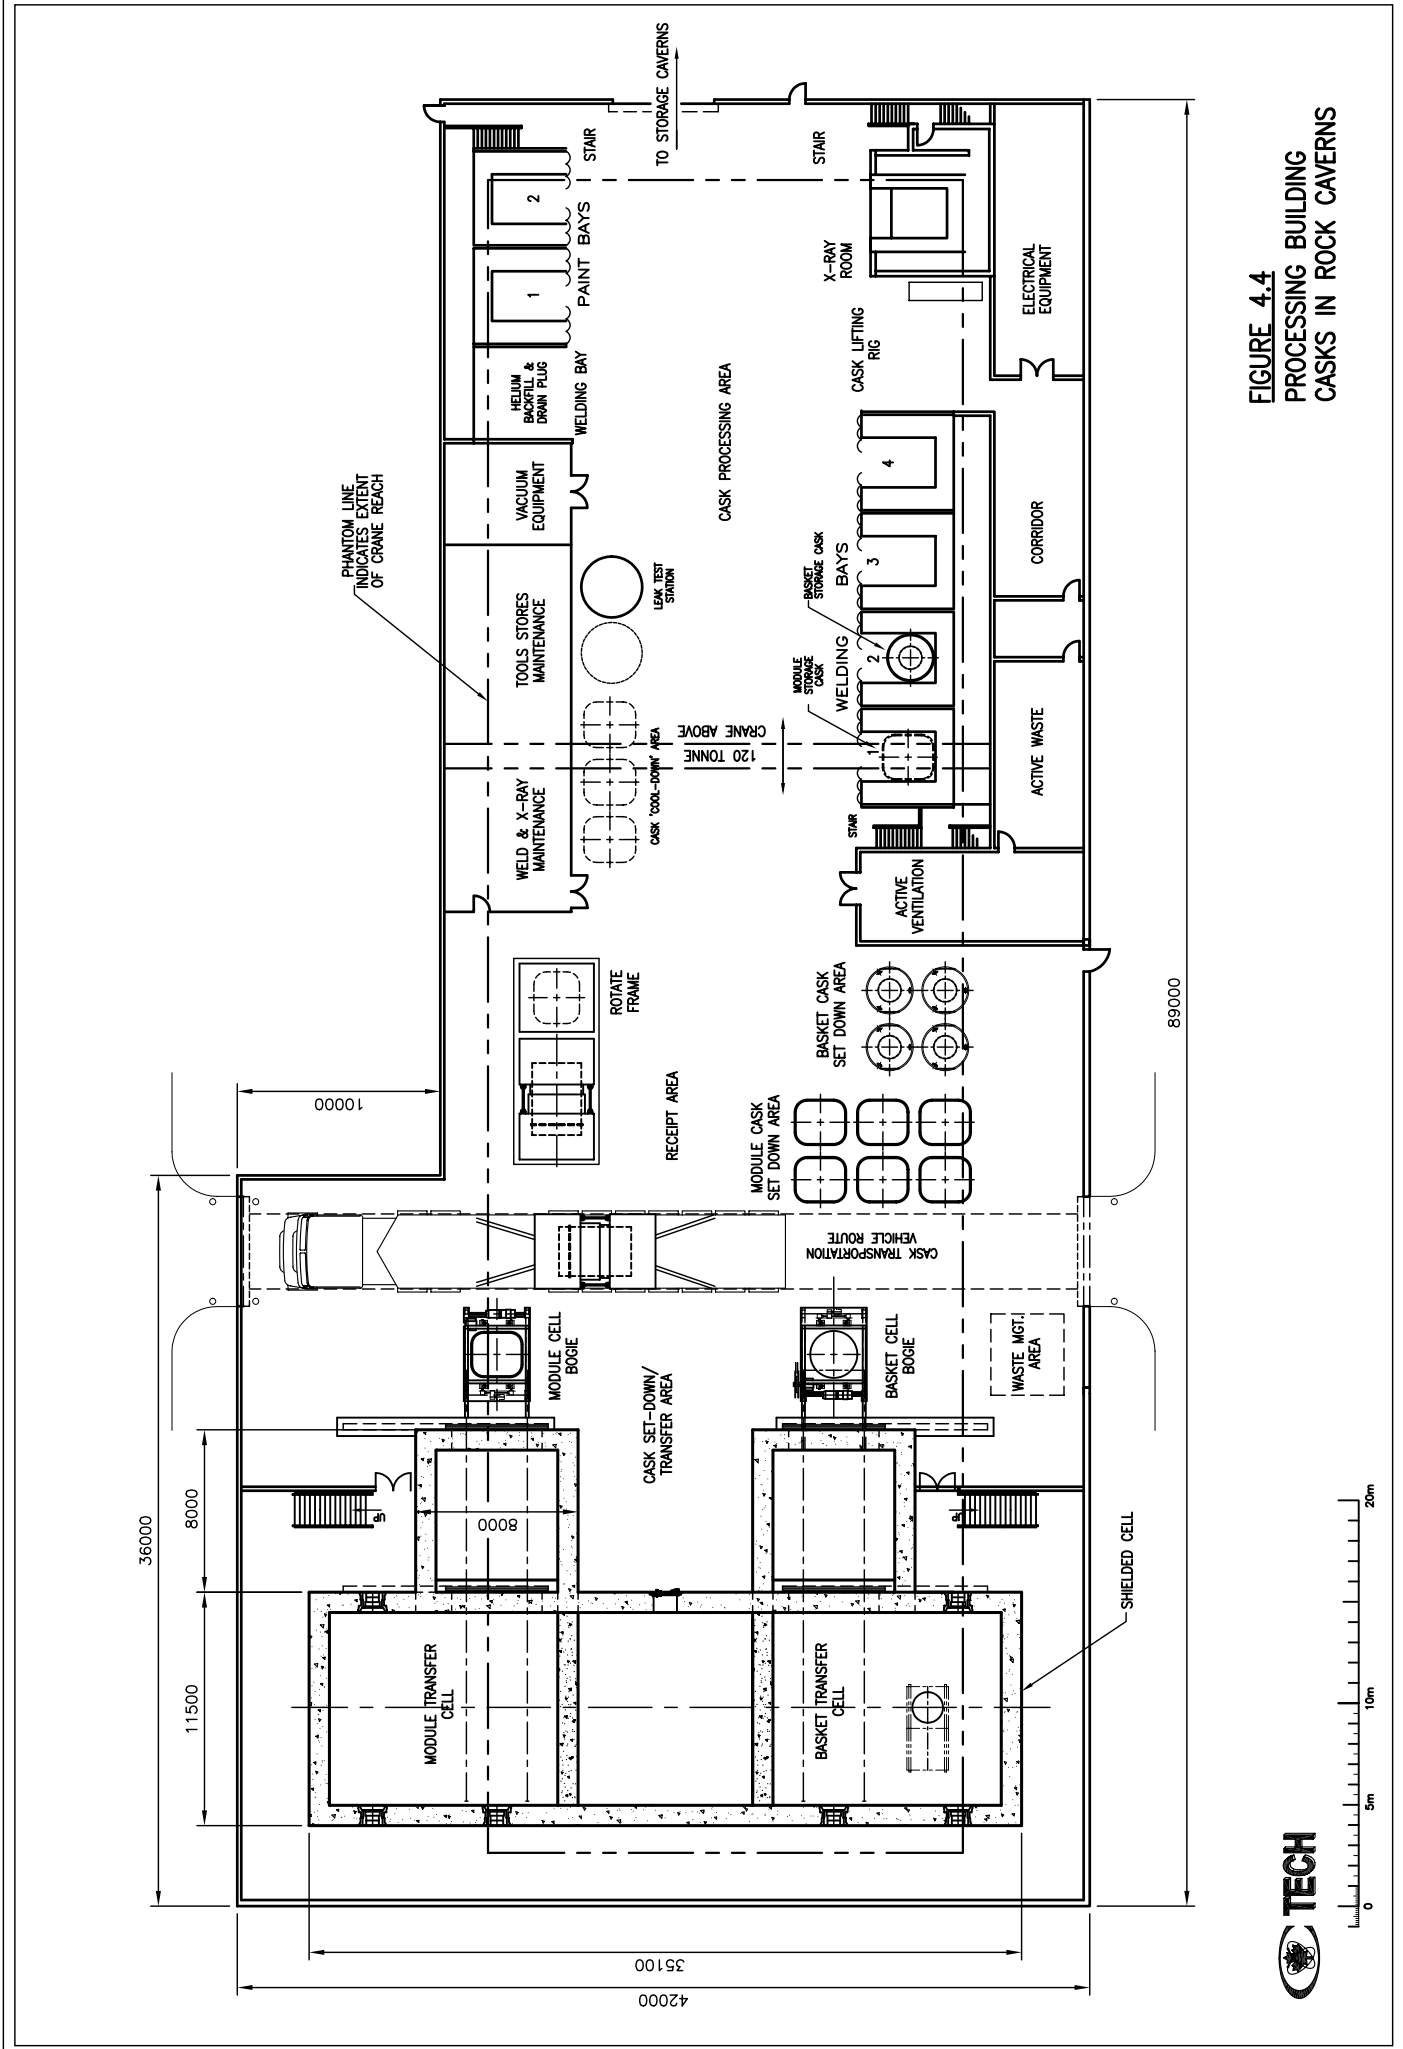 PHANTOM LINE
INDICATES EXTENT
OF CRANE REACH
HELIUM
BACKFILL &
DRAIN PLUG
WELDING BAY
1
2
PAINT BAYS
STAIR
TO STORAGE CAVERNS
STAIR
VACUUM
EQUIPMENT
TOOLS STORES
MAINTENANCE
WELD & X-RAY
MAINTENANCE
LEAK TEST
STATION
CASK 'COOL-DOWN' AREA
120 TONNE
CRANE ABOVE
CASK PROCESSING AREA
CASK LIFTING
RIG
X-RAY
ROOM
ELECTRICAL
EQUIPMENT
MODULE
STORAGE
CASK
BASKET
STORAGE CASK
WELDING BAYS
1
2
3
4
STAIR
CORRIDOR
ACTIVE WASTE
ACTIVE
VENTILATION
ROTATE
FRAME
RECEIPT AREA
BASKET CASK
SET DOWN AREA
MODULE CASK
SET DOWN AREA
CASK TRANSPORTATION
VEHICLE ROUTE
MODULE CELL
BOGIE
BASKET CELL
BOGIE
WASTE MGT.
AREA
CASK SET-DOWN/
TRANSFER AREA
up
up
MODULE TRANSFER
CELL
BASKET TRANSFER
CELL
SHIELDED CELL
36000
10000
8000
8000
11500
35100
42000
89000
0
5m
10m
20m
TECH
FIGURE 4.4
PROCESSING BUILDING
CASKS IN ROCK CAVERNS